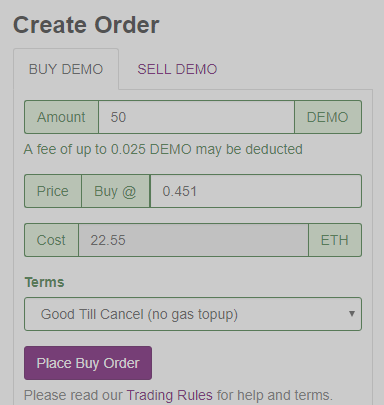 Create Order
BUY DEMO SELL DEMO
Amount 50 DEMO
A fee of up to 0.025 DEMO may be deducted
Price Buy @ 0.451
Cost 22.55 ETH
Terms
Good Till Cancel (no gas topup)
Place Buy Order
Please read our Trading Rules for help and terms.